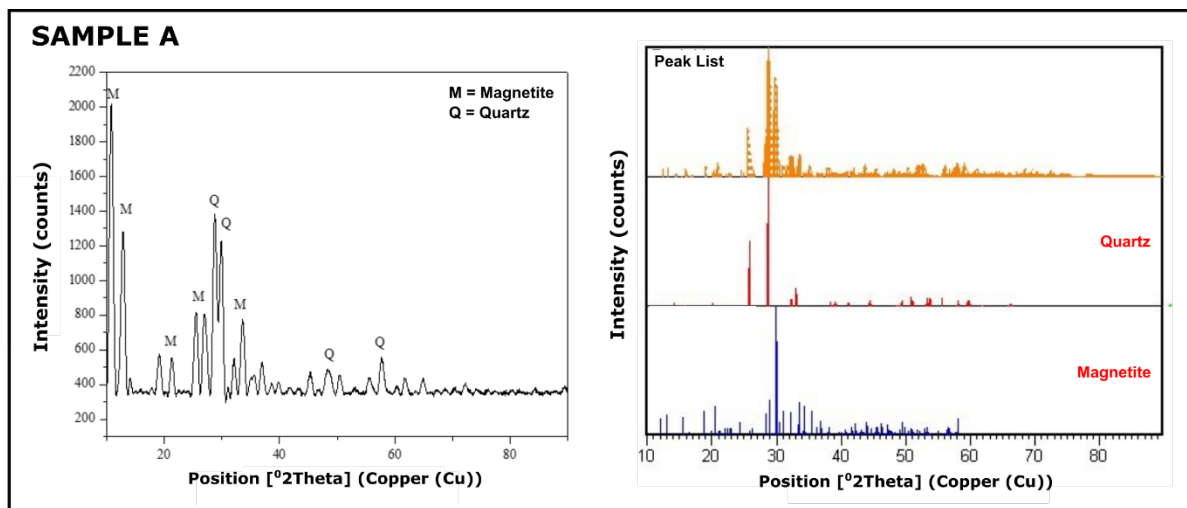 SAMPLE A
2200
2000
1800
1600
1400
1200
1000
800
600
400
200
Intensity (counts)
M = Magnetite
Q = Quartz
M
M
M
M
Q
Q
M
Q
Q
20
40
60
80
Position [⁰2Theta] (Copper (Cu))
Peak List
Quartz
Magnetite
Intensity (counts)
10
20
30
40
50
60
70
80
Position [⁰2Theta] (Copper (Cu))